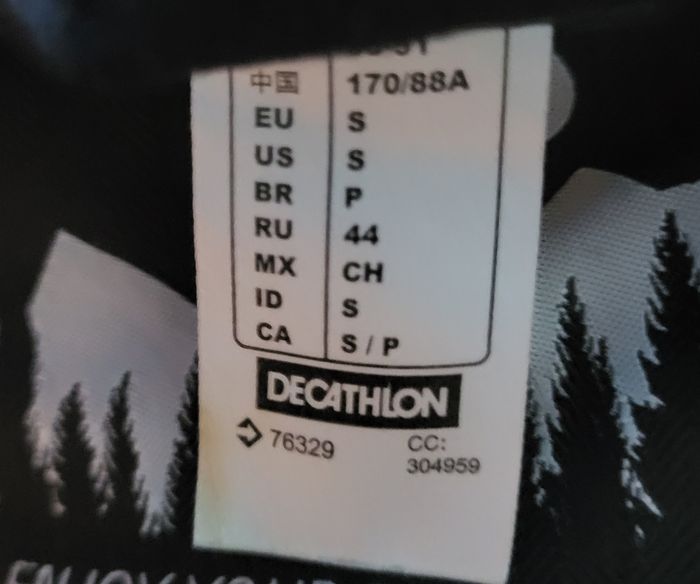 中国 170/88A
EU S
US S
BR P
RU 44
MX CH
ID S
CA S / P
DECATHLON
76329 CC:
304959